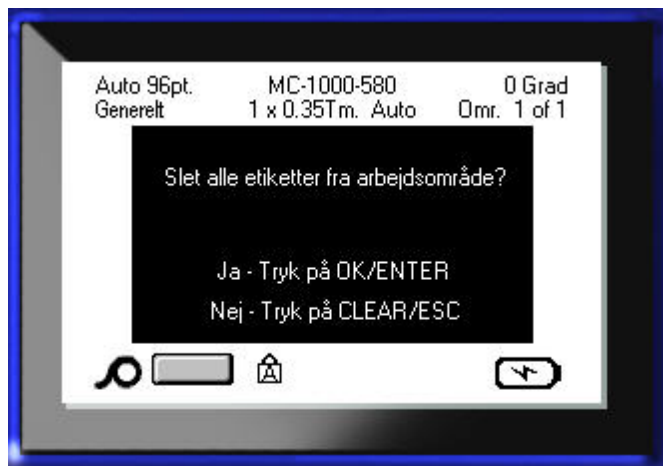 Auto 96pt. MC-1000-580 0 Grad
Generelt 1 x 0.35Tm. Auto Omr. 1 of 1
Slet alle etiketter fra arbejdsområde?
Ja - Tryk på OK/ENTER
Nej - Tryk på CLEAR/ESC
A